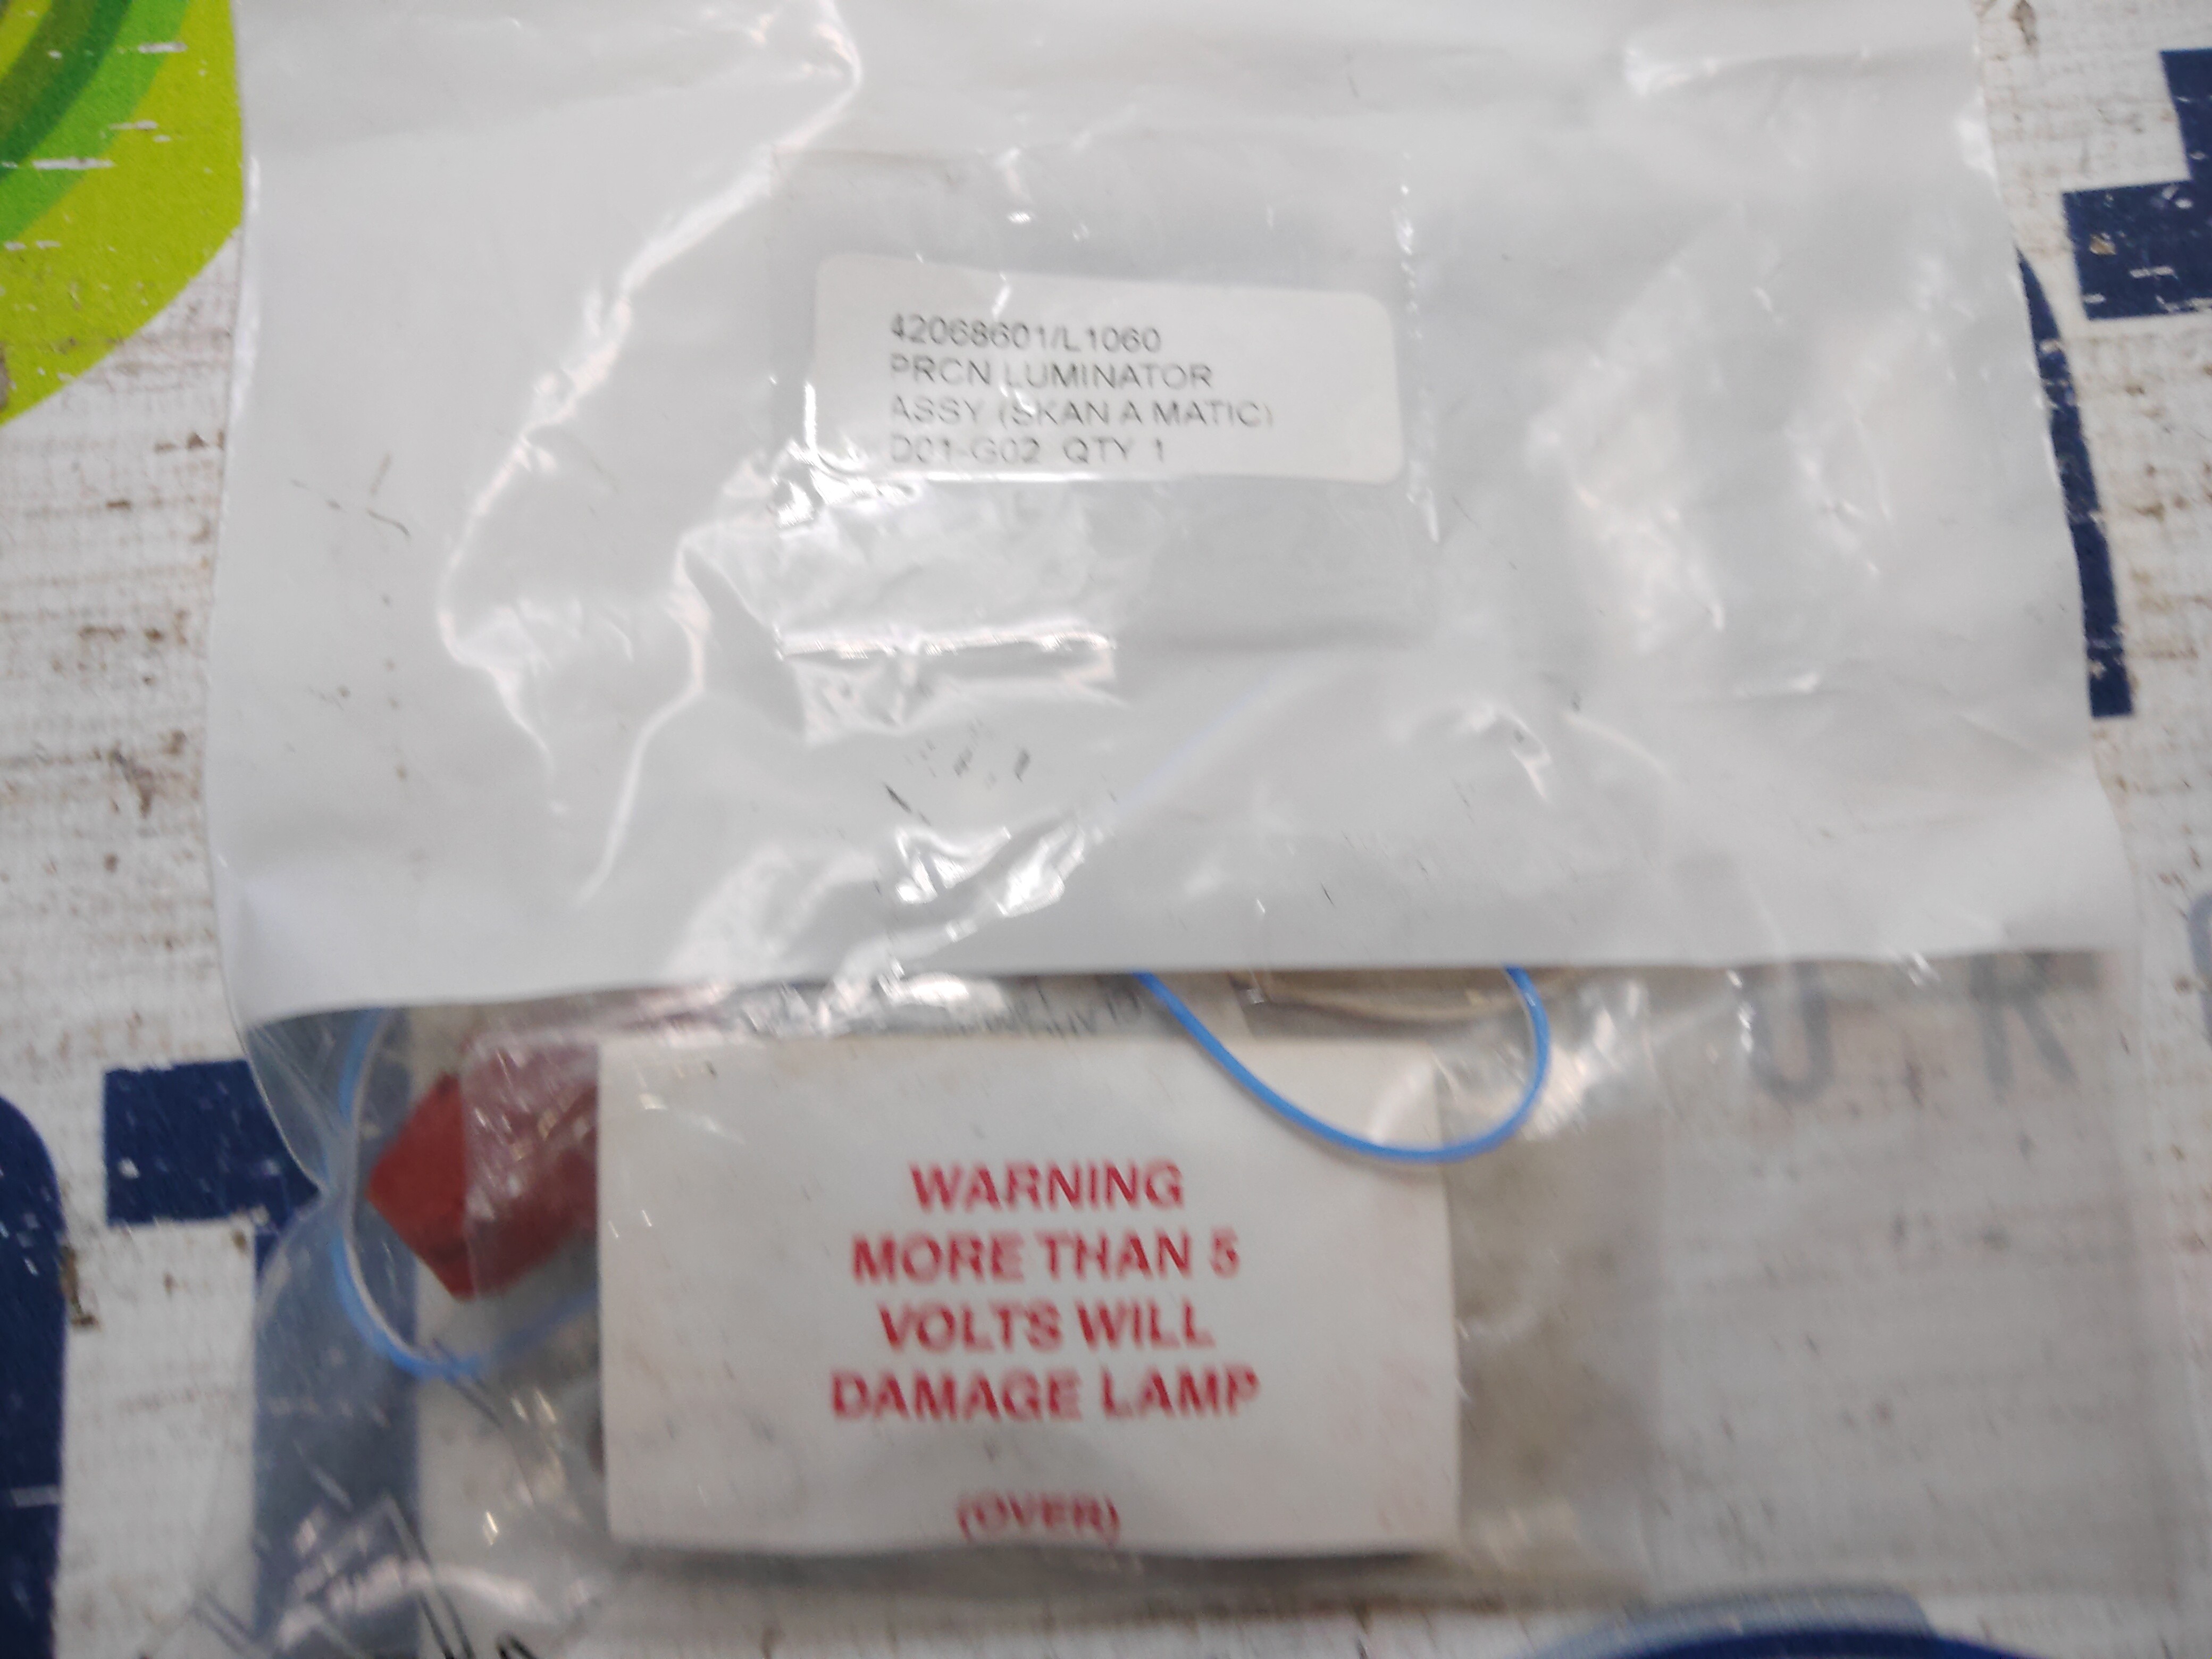 42068601/L1060
PRCN LUMINATOR
ASSY (SKAN A MATIC)
D01-G02 QTY 1
U R
WARNING
MORE THAN 5
VOLTS WILL
DAMAGE LAMP
(OVER)